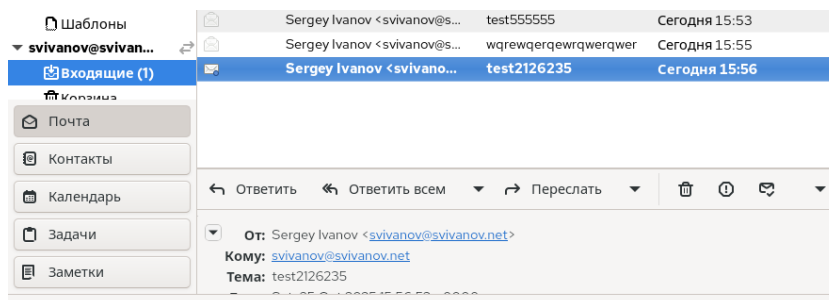 Шаблоны
svivanov@svivan...
Входящие (1)
Корзина
Почта
Контакты
Календарь
Задачи
Заметки
Sergey Ivanov <svivanov@s... test555555 Сегодня 15:53
Sergey Ivanov <svivanov@s... wqrewqerqewrqwerqwer Сегодня 15:55
Sergey Ivanov <svivano... test2126235 Сегодня 15:56
Ответить Ответить всем Переслать
От: Sergey Ivanov <svivanov@svivanov.net>
Кому: svivanov@svivanov.net
Тема: test2126235